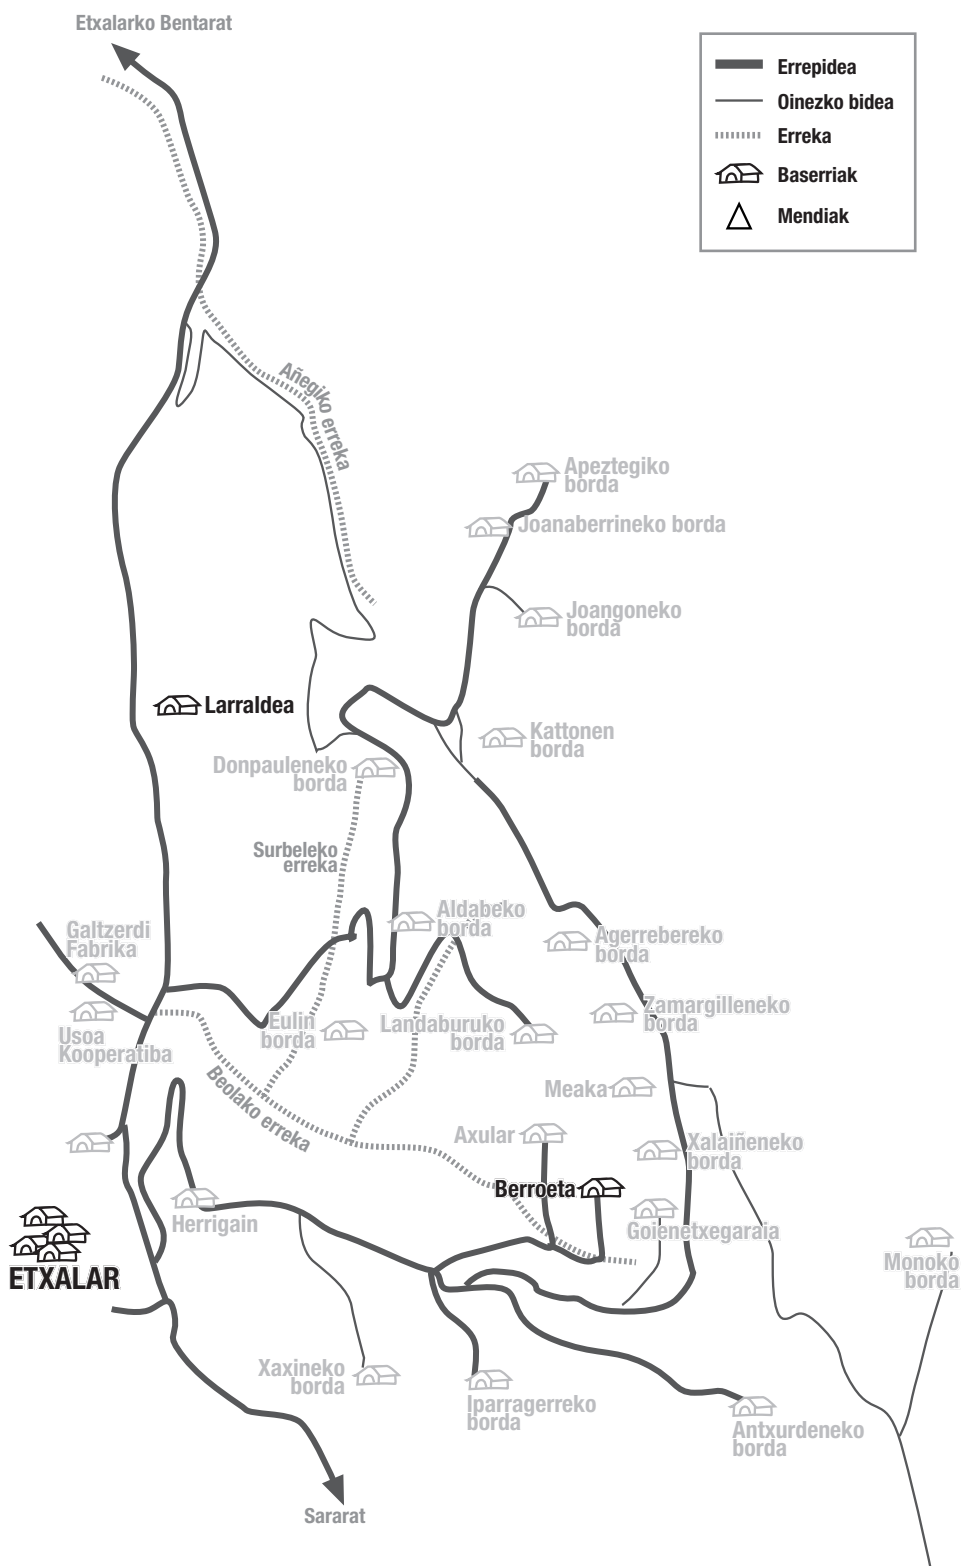 Etxalarko Bentarat
Errepidea
Oinezko bidea
Erreka
Baserriak
Mendiak
Añegiko erreka
Apeztegiko
borda
Joanaberrineko borda
Joangoneko
borda
Larraldea
Kattonen
borda
Donpauleneko
borda
Surbeleko
erreka
Aldabeko
borda
Galtzerdi
Fabrika
Agerrebereko
borda
Zamargilleneko
borda
Eulin
borda
Landaburuko
borda
Usoa
Kooperatiba
Beolako erreka
Meaka
Axular
Xalaiñeneko
borda
Berroeta
Herrigain
Goienetxegaraia
Monoko
borda
ETXALAR
Xaxineko
borda
Iparragerreko
borda
Antxurdeneko
borda
Sararat